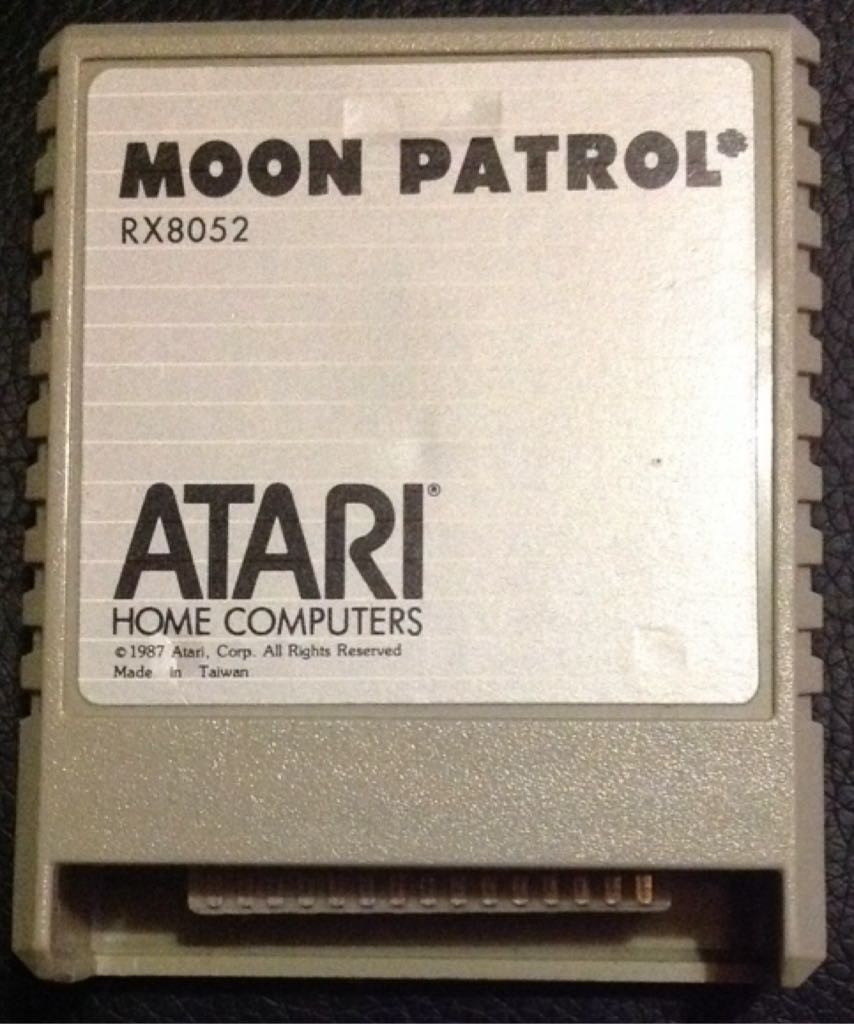 MOON PATROL*
RX8052
ATARI®
HOME COMPUTERS
©1987 Atari, Corp. All Rights Reserved
Made in Taiwan